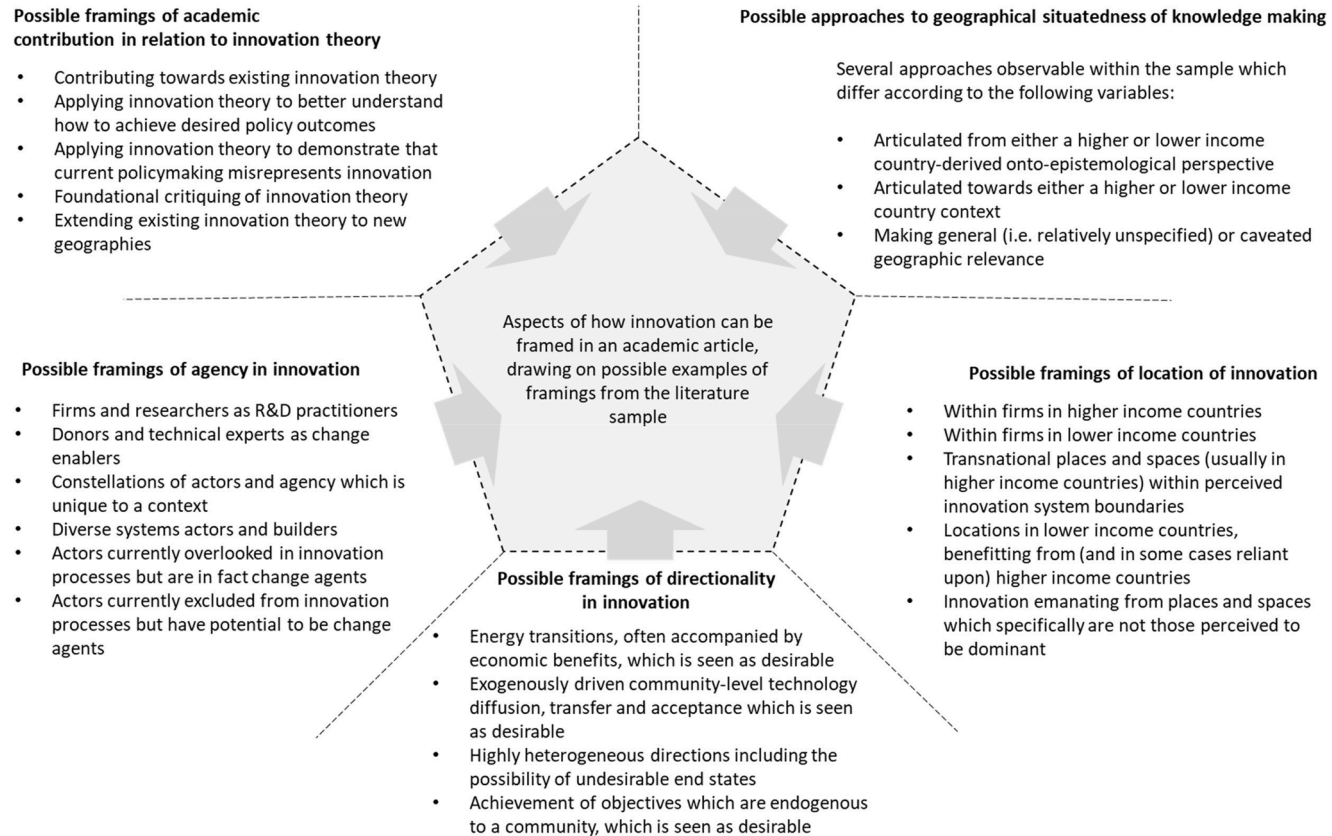 Possible framings of academic
contribution in relation to innovation theory
• Contributing towards existing innovation theory
• Applying innovation theory to better understand
how to achieve desired policy outcomes
• Applying innovation theory to demonstrate that
current policymaking misrepresents innovation
• Foundational critiquing of innovation theory
• Extending existing innovation theory to new
geographies
Possible approaches to geographical situatedness of knowledge making
Several approaches observable within the sample which
differ according to the following variables:
• Articulated from either a higher or lower income
country-derived onto-epistemological perspective
• Articulated towards either a higher or lower income
country context
• Making general (i.e. relatively unspecified) or caveated
geographic relevance
Aspects of how innovation can be
framed in an academic article,
drawing on possible examples of
framings from the literature
sample
Possible framings of agency in innovation
• Firms and researchers as R&D practitioners
• Donors and technical experts as change
enablers
• Constellations of actors and agency which is
unique to a context
• Diverse systems actors and builders
• Actors currently overlooked in innovation
processes but are in fact change agents
• Actors currently excluded from innovation
processes but have potential to be change
agents
Possible framings of location of innovation
• Within firms in higher income countries
• Within firms in lower income countries
• Transnational places and spaces (usually in
higher income countries) within perceived
innovation system boundaries
• Locations in lower income countries,
benefitting from (and in some cases reliant
upon) higher income countries
• Innovation emanating from places and spaces
which specifically are not those perceived to
be dominant
Possible framings of directionality
in innovation
• Energy transitions, often accompanied by
economic benefits, which is seen as desirable
• Exogenously driven community-level technology
diffusion, transfer and acceptance which is seen
as desirable
• Highly heterogeneous directions including the
possibility of undesirable end states
• Achievement of objectives which are endogenous
to a community, which is seen as desirable